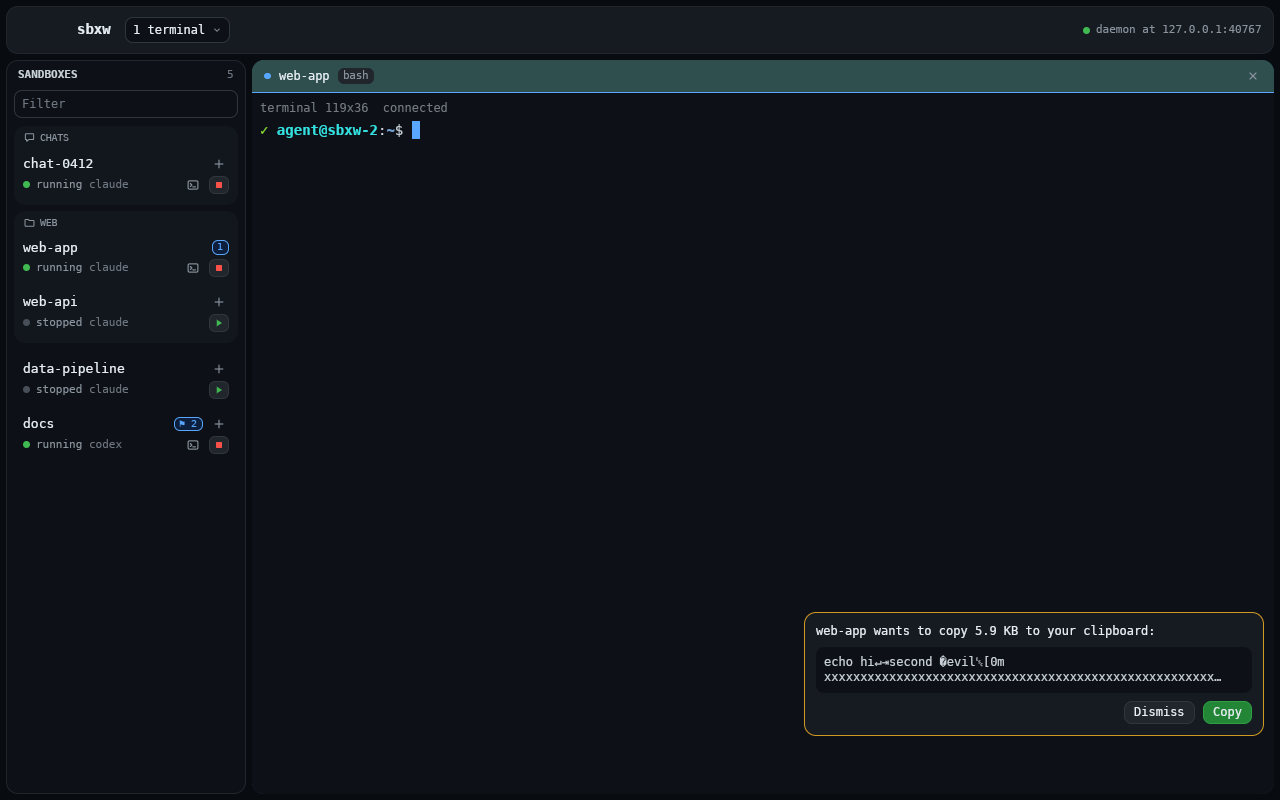 sbxw
1 terminal
daemon at 127.0.0.1:40767
SANDBOXES 5
Filter
CHATS
chat-0412
running claude
WEB
web-app 1
running claude
web-api
stopped claude
data-pipeline
stopped claude
docs 2
running codex
web-app bash
terminal 119x36 connected
✓ agent@sbxw-2:~$
web-app wants to copy 5.9 KB to your clipboard:
echo hi↵⇥second �evil␛[0m
xxxxxxxxxxxxxxxxxxxxxxxxxxxxxxxxxxxxxxxxxxxxxxxxxxxxxx…
Dismiss Copy